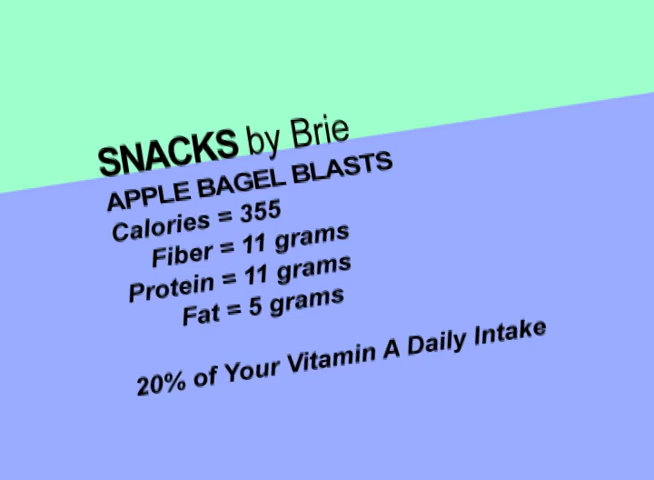 SNACKS by Brie
APPLE BAGEL BLASTS
Calories = 355
Fiber = 11 grams
Protein = 11 grams
Fat = 5 grams
20% of Your Vitamin A Daily Intake